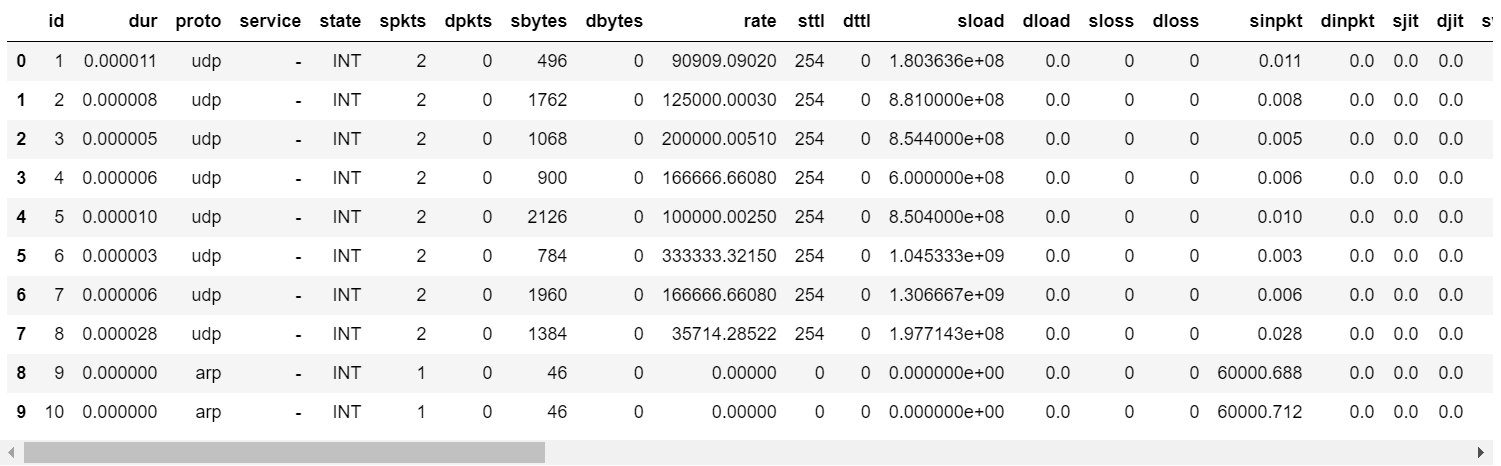 id dur proto service state spkts dpkts sbytes dbytes rate sttl dttl sload dload sloss dloss sinpkt dinpkt sjit djit
0 1 0.000011 udp - INT 2 0 496 0 90909.09020 254 0 1.803636e+08 0.0 0 0 0.011 0.0 0.0 0.0
1 2 0.000008 udp - INT 2 0 1762 0 125000.00030 254 0 8.810000e+08 0.0 0 0 0.008 0.0 0.0 0.0
2 3 0.000005 udp - INT 2 0 1068 0 200000.00510 254 0 8.544000e+08 0.0 0 0 0.005 0.0 0.0 0.0
3 4 0.000006 udp - INT 2 0 900 0 166666.66080 254 0 6.000000e+08 0.0 0 0 0.006 0.0 0.0 0.0
4 5 0.000010 udp - INT 2 0 2126 0 100000.00250 254 0 8.504000e+08 0.0 0 0 0.010 0.0 0.0 0.0
5 6 0.000003 udp - INT 2 0 784 0 333333.32150 254 0 1.045333e+09 0.0 0 0 0.003 0.0 0.0 0.0
6 7 0.000006 udp - INT 2 0 1960 0 166666.66080 254 0 1.306667e+09 0.0 0 0 0.006 0.0 0.0 0.0
7 8 0.000028 udp - INT 2 0 1384 0 35714.28522 254 0 1.977143e+08 0.0 0 0 0.028 0.0 0.0 0.0
8 9 0.000000 arp - INT 1 0 46 0 0.00000 0 0 0.000000e+00 0.0 0 0 60000.688 0.0 0.0 0.0
9 10 0.000000 arp - INT 1 0 46 0 0.00000 0 0 0.000000e+00 0.0 0 0 60000.712 0.0 0.0 0.0